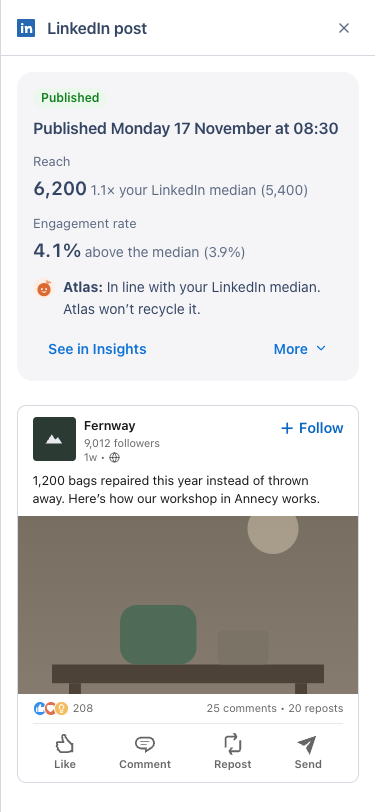 in LinkedIn post
Published
Published Monday 17 November at 08:30
Reach
6,200 1.1× your LinkedIn median (5,400)
Engagement rate
4.1% above the median (3.9%)
Atlas: In line with your LinkedIn median.
Atlas won’t recycle it.
See in Insights More
Fernway
+ Follow
9,012 followers
1w •
1,200 bags repaired this year instead of thrown
away. Here’s how our workshop in Annecy works.
208 25 comments • 20 reposts
Like Comment Repost Send